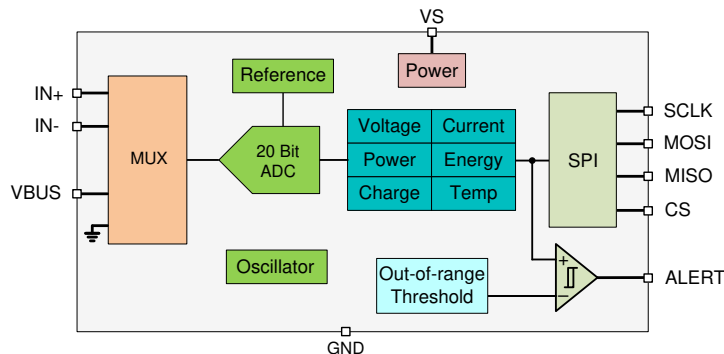 VS
Power
Reference
IN+
IN-
VBUS
MUX
20 Bit
ADC
Voltage
Current
Power
Energy
Charge
Temp
SPI
SCLK
MOSI
MISO
CS
Oscillator
Out-of-range
Threshold
+
−
ALERT
GND